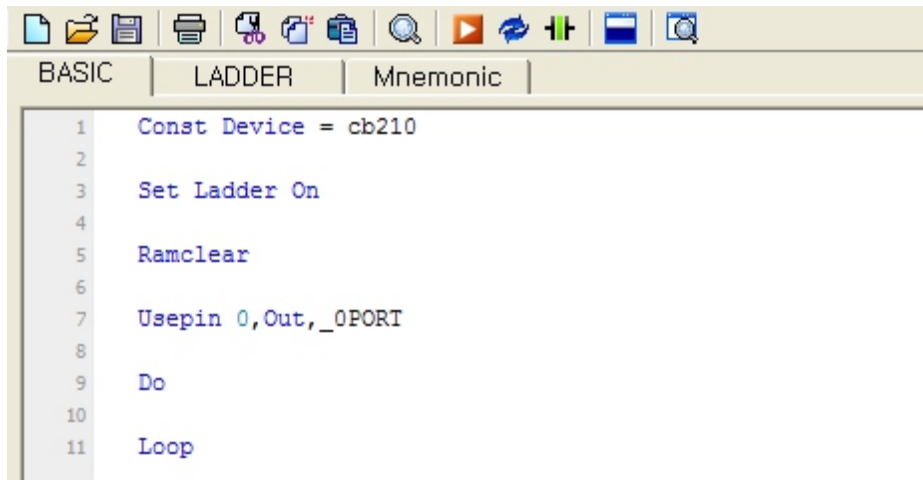 BASIC LADDER Mnemonic
1 Const Device = cb210
2
3 Set Ladder On
4
5 Ramclear
6
7 Usepin 0,Out,_0PORT
8
9 Do
10
11 Loop